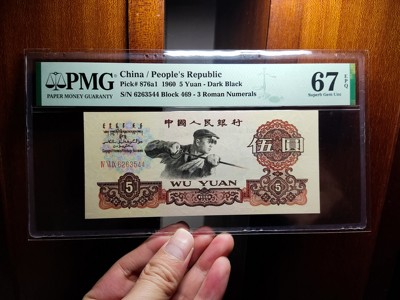 PMG
PAPER MONEY GUARANTY
China / People's Republic
Pick# 876a1 1960 5 Yuan - Dark Black
S/N 6263544 Block 469 - 3 Roman Numerals
67 EPQ
Superb Gem Unc
中国人民银行
伍圆
6263544
5
WU YUAN
5